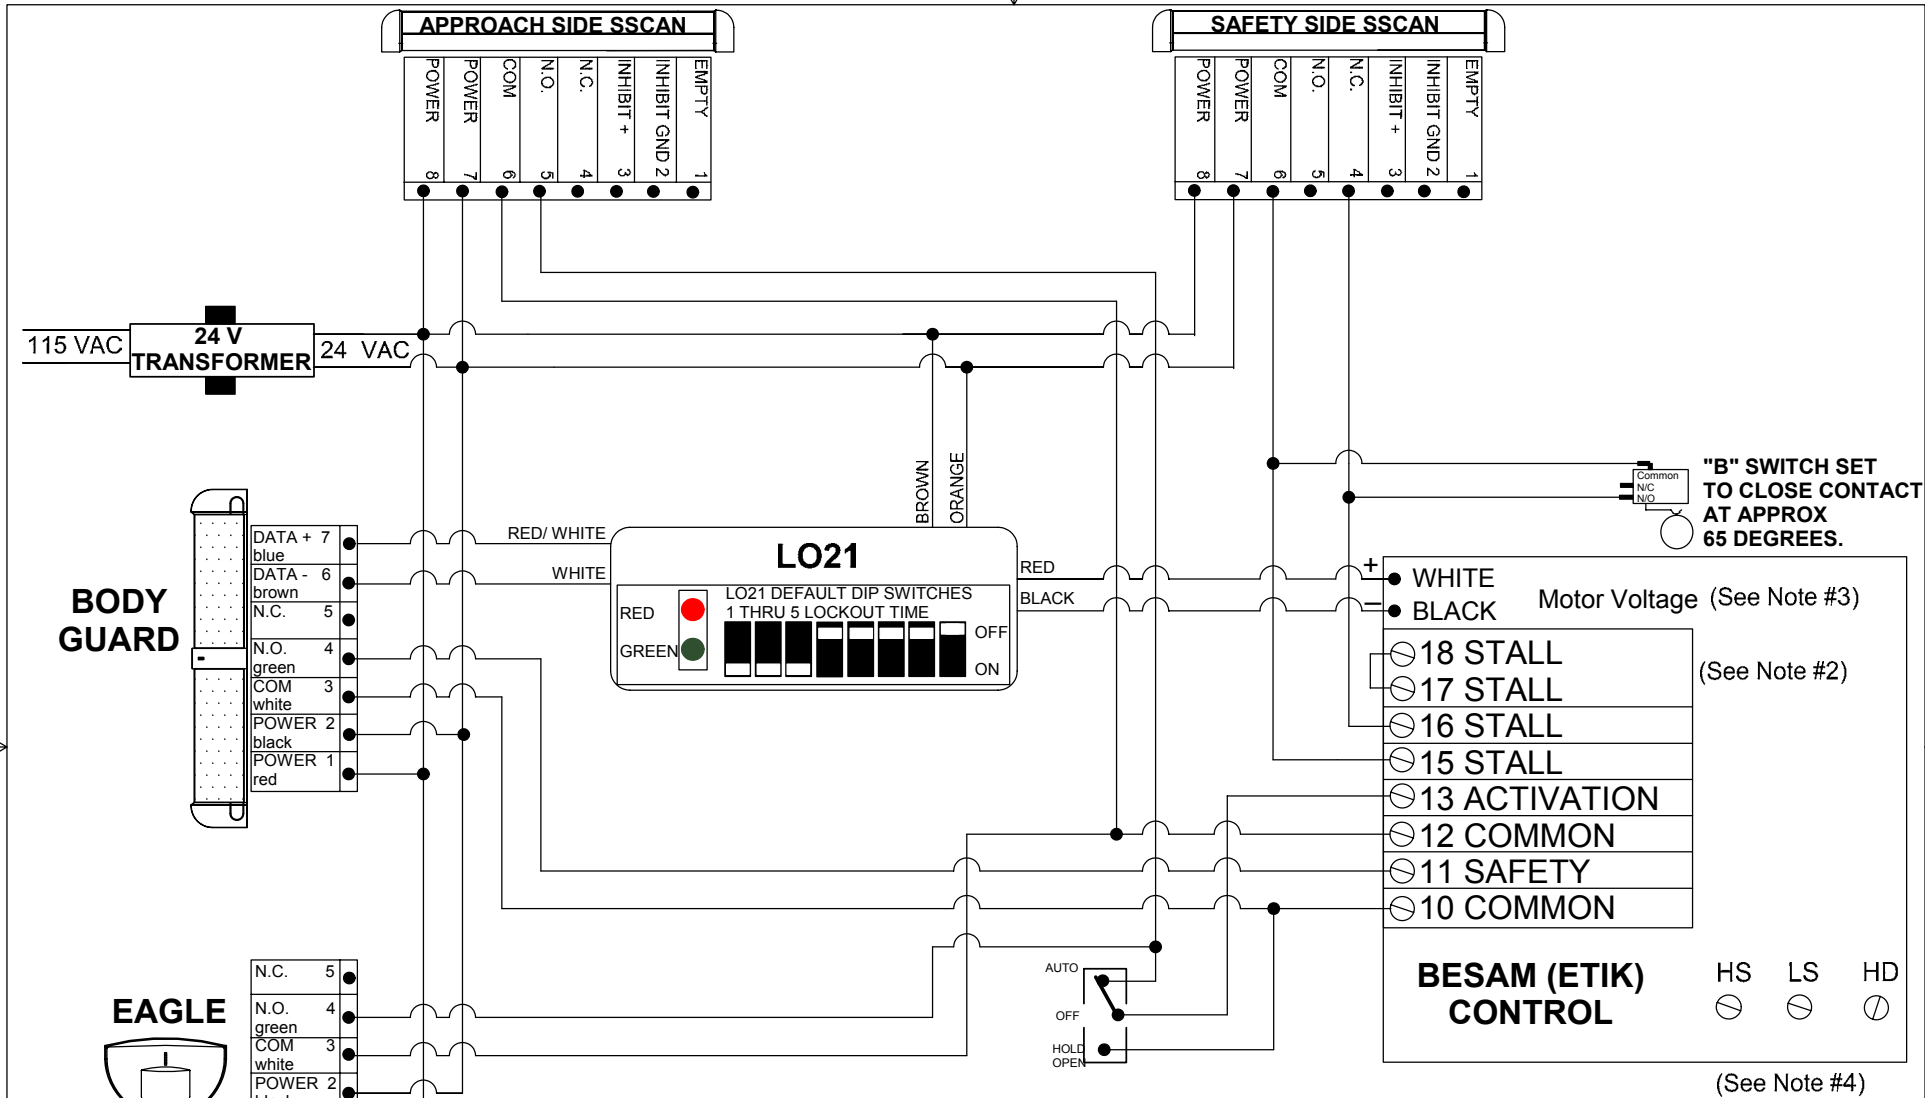 APPROACH SIDE SSCAN
POWER 8
POWER 7
COM 6
N.O. 5
N.C. 4
INHIBIT + 3
INHIBIT GND 2
EMPTY 1
SAFETY SIDE SSCAN
POWER 8
POWER 7
COM 6
N.O. 5
N.C. 4
INHIBIT + 3
INHIBIT GND 2
EMPTY 1
115 VAC
24 V
TRANSFORMER
24 VAC
BROWN
ORANGE
"B" SWITCH SET
TO CLOSE CONTACT
AT APPROX
65 DEGREES.
Common
N/C
N/O
BODY
GUARD
DATA + 7
blue
DATA - 6
brown
N.C. 5
N.O. 4
green
COM 3
white
POWER 2
black
POWER 1
red
RED/ WHITE
WHITE
LO21
LO21 DEFAULT DIP SWITCHES
1 THRU 5 LOCKOUT TIME
RED
GREEN
OFF
ON
RED
BLACK
+ WHITE
– BLACK
Motor Voltage (See Note #3)
18 STALL
17 STALL
(See Note #2)
16 STALL
15 STALL
13 ACTIVATION
12 COMMON
11 SAFETY
10 COMMON
BESAM (ETIK)
CONTROL
HS LS HD
(See Note #4)
AUTO
OFF
HOLD
OPEN
EAGLE
N.C. 5
N.O. 4
green
COM 3
white
POWER 2